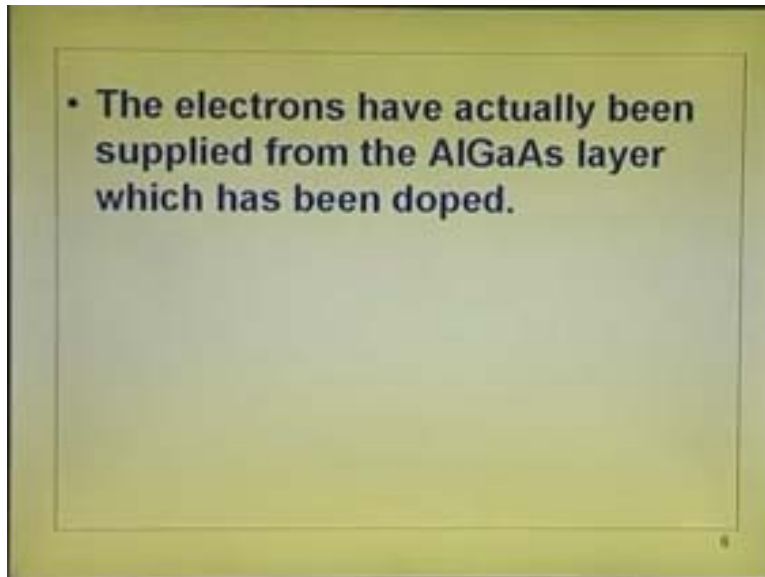 • The electrons have actually been
supplied from the AlGaAs layer
which has been doped.